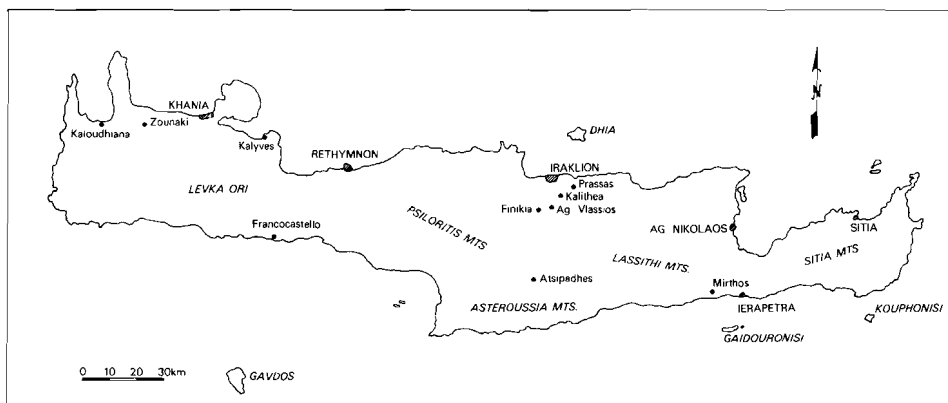 N
DHIA
KHANIA
Kaloudhiana
Zounaki
Kalyves
RETHYMNON
IRAKLION
Prassas
Kalithea
Finikia
Ag Vlassios
LEVKA ORI
PSILORITIS MTS
Francocastello
AG NIKOLAOS
SITIA
LASSITHI MTS.
SITIA MTS
Atsipadhes
Mirthos
ASTEROUSSIA MTS.
IERAPETRA
KOUPHONISI
GAIDOURONISI
0 10 20 30km
GAVDOS